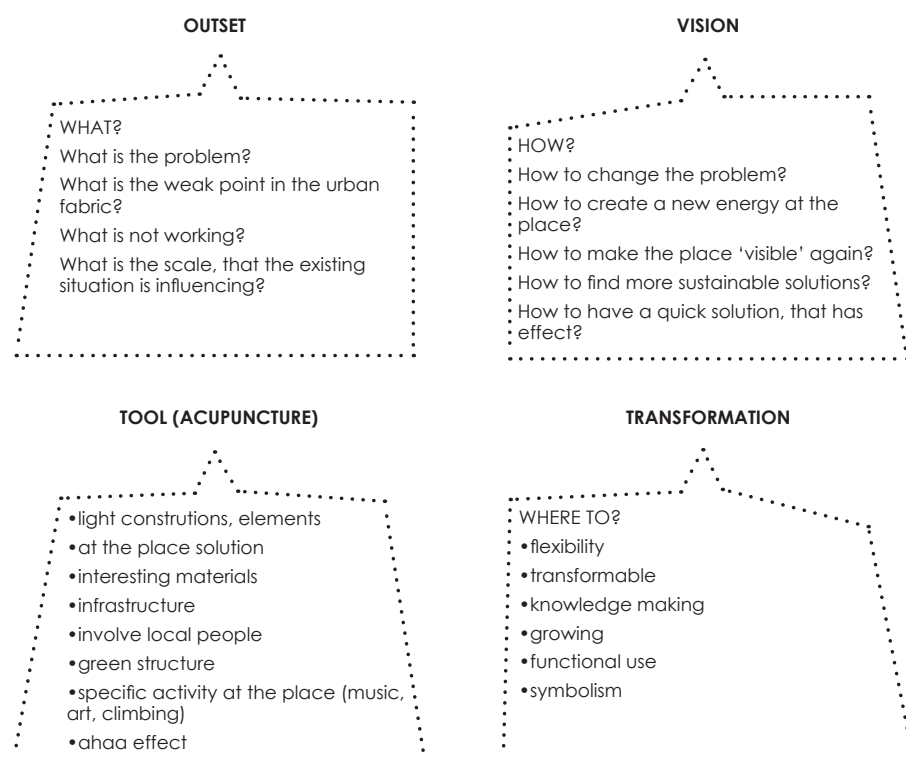 OUTSET
WHAT?
What is the problem?
What is the weak point in the urban
fabric?
What is not working?
What is the scale, that the existing
situation is influencing?
VISION
HOW?
How to change the problem?
How to create a new energy at the
place?
How to make the place ‘visible’ again?
How to find more sustainable solutions?
How to have a quick solution, that has
effect?
TOOL (ACUPUNCTURE)
•light construtions, elements
•at the place solution
•interesting materials
•infrastructure
•involve local people
•green structure
•specific activity at the place (music,
art, climbing)
•ahaa effect
TRANSFORMATION
WHERE TO?
•flexibility
•transformable
•knowledge making
•growing
•functional use
•symbolism